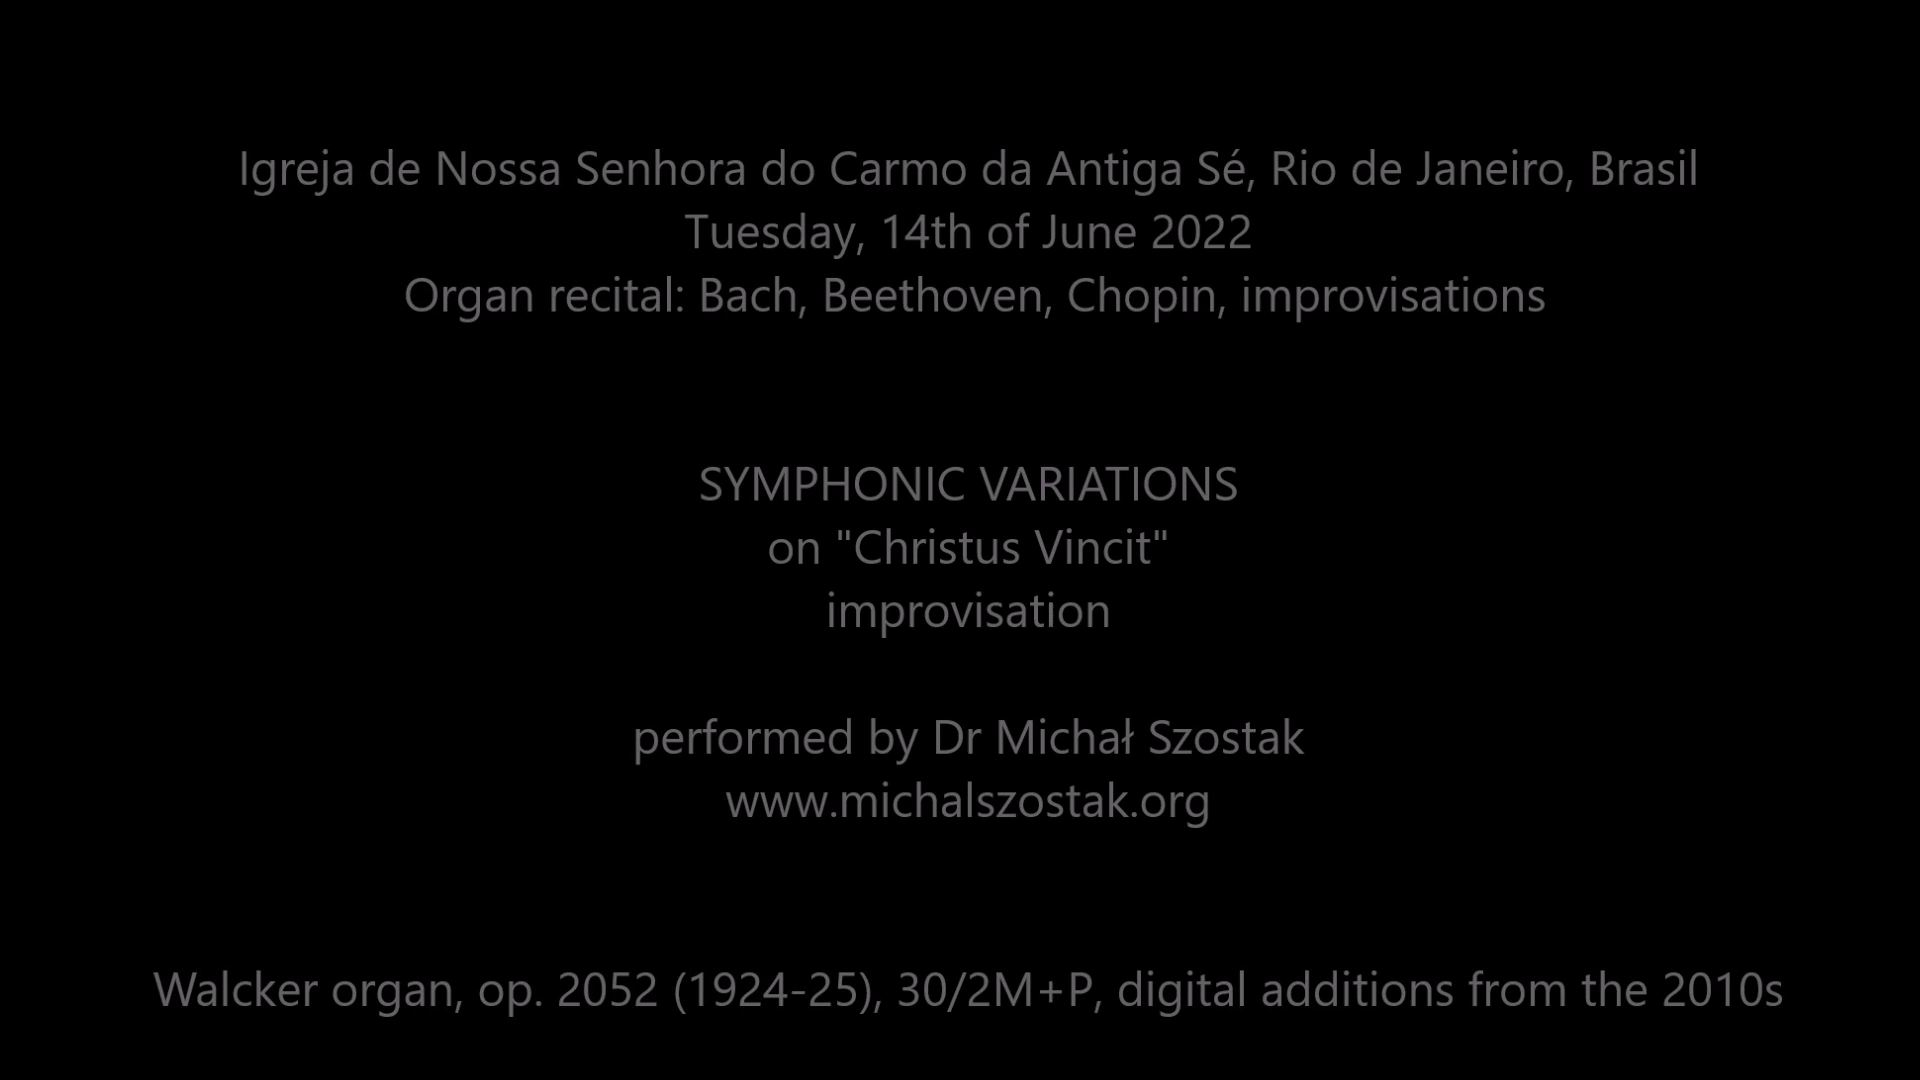 Igreja de Nossa Senhora do Carmo da Antiga Sé, Rio de Janeiro, Brasil
Tuesday, 14th of June 2022
Organ recital: Bach, Beethoven, Chopin, improvisations
SYMPHONIC VARIATIONS
on "Christus Vincit"
improvisation
performed by Dr Michał Szostak
www.michalszostak.org
Walcker organ, op. 2052 (1924-25), 30/2M+P, digital additions from the 2010s